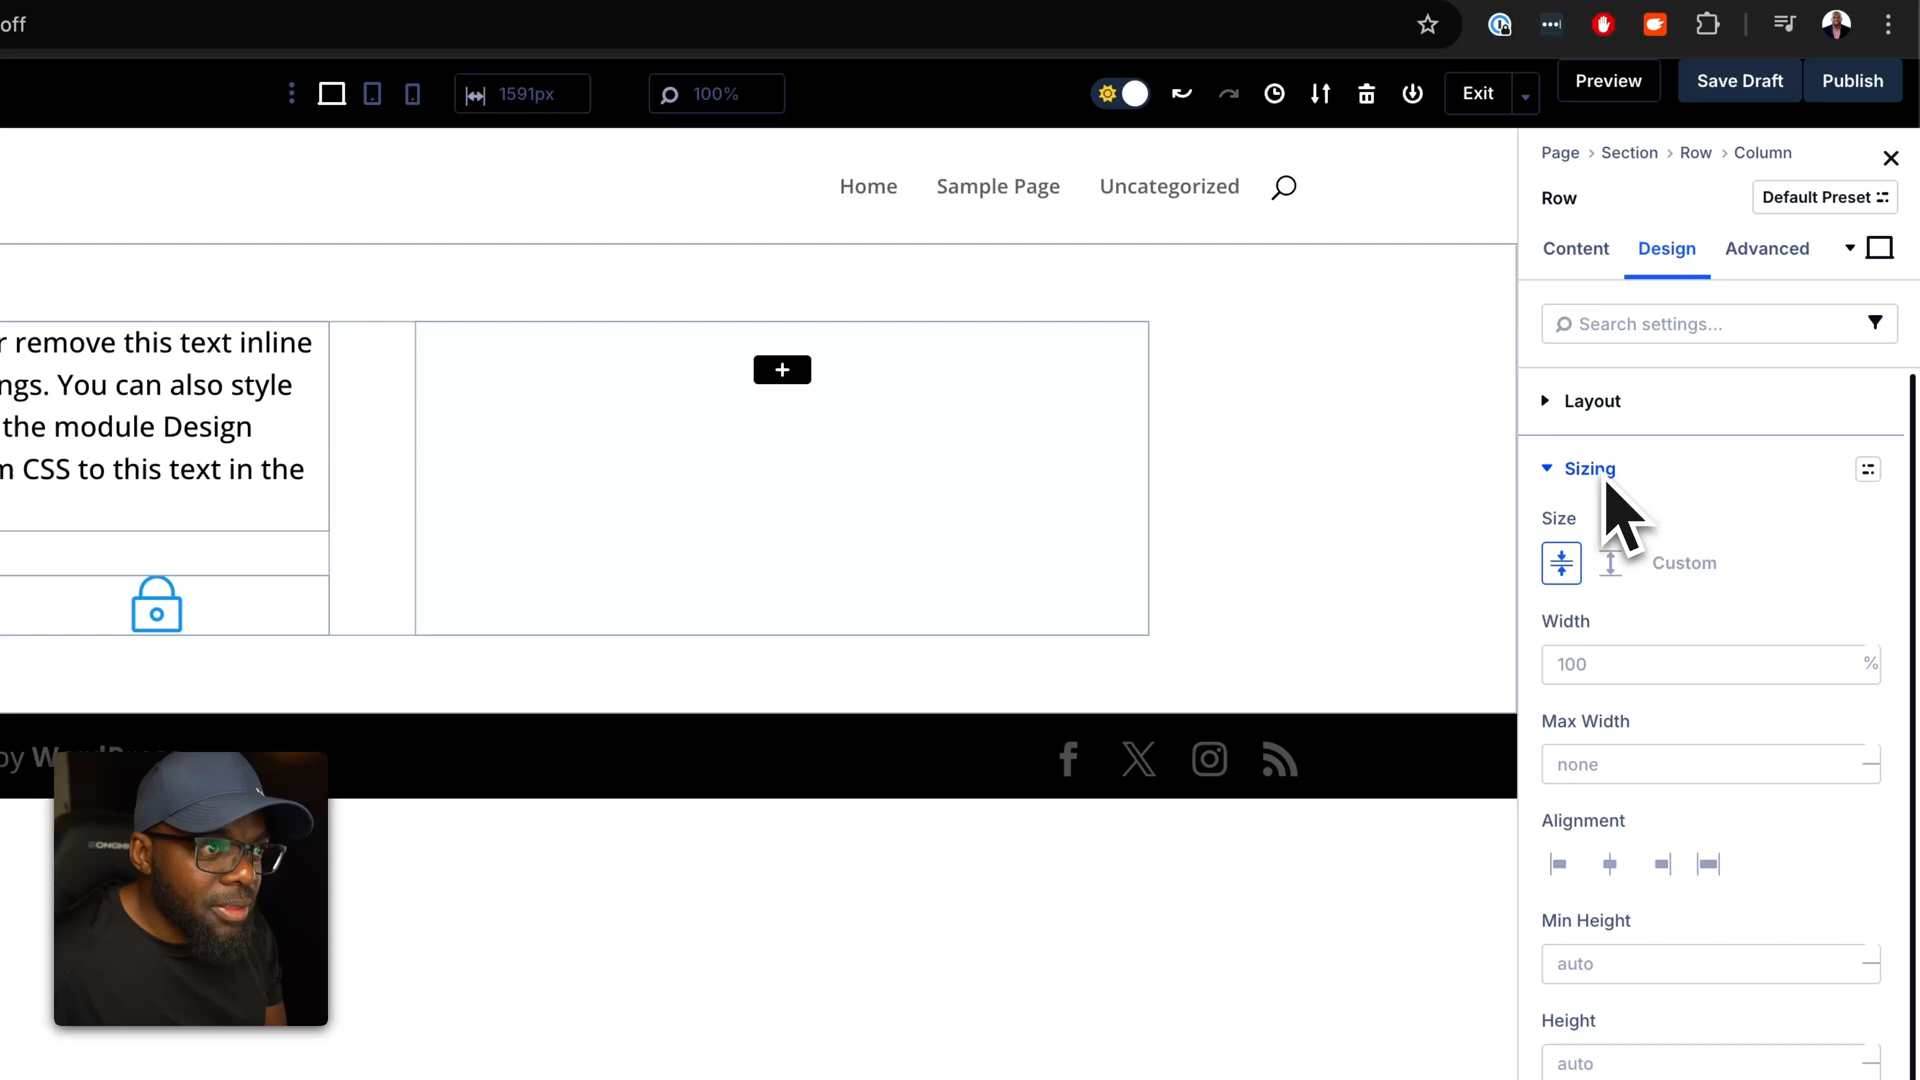 off
1591px
100%
Exit
Preview
Save Draft
Publish
Page > Section > Row > Column
Row
Default Preset
Home
Sample Page
Uncategorized
Content
Design
Advanced
Search settings...
r remove this text inline
ngs. You can also style
the module Design
m CSS to this text in the
Layout
Sizing
Size
Custom
Width
100
%
Max Width
none
Alignment
Min Height
auto
Height
auto
by WordPress